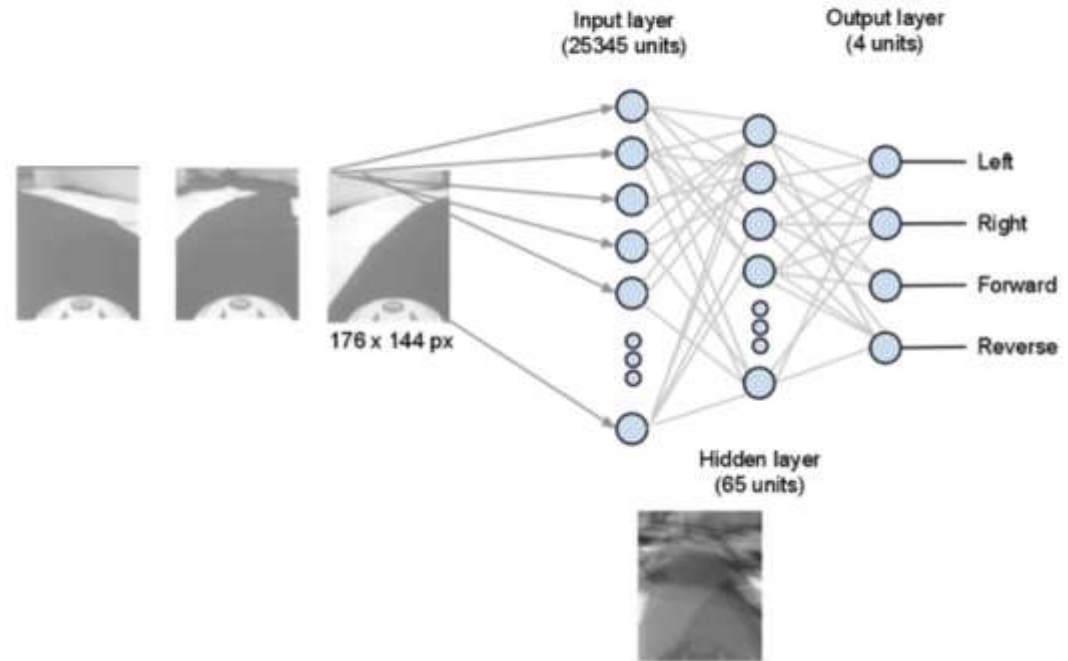 Input layer
(25345 units)
Output layer
(4 units)
Left
Right
Forward
Reverse
176 x 144 px
Hidden layer
(65 units)